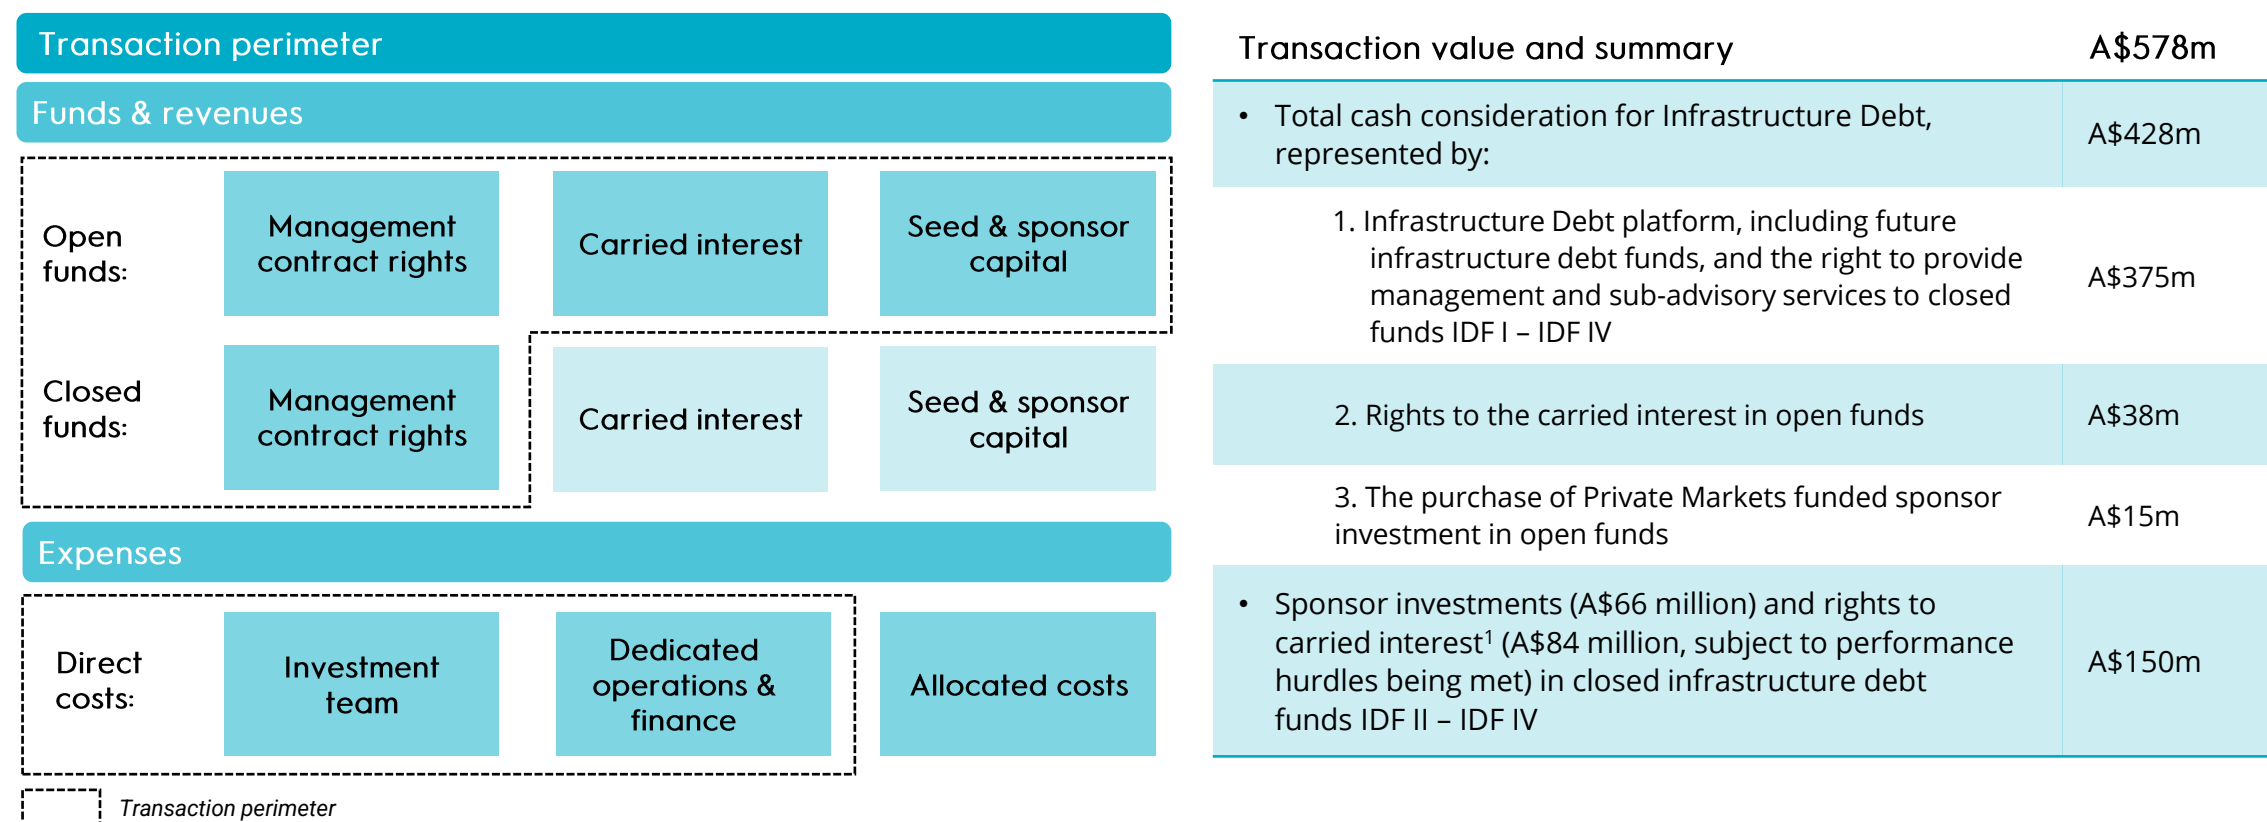 Transaction perimeter
Funds & revenues
Open
funds:
Management
contract rights
Carried interest
Seed & sponsor
capital
Closed
funds:
Management
contract rights
Carried interest
Seed & sponsor
capital
Expenses
Direct
costs:
Investment
team
Dedicated
operations &
finance
Allocated costs
Transaction perimeter
Transaction value and summary A$578m
• Total cash consideration for Infrastructure Debt,
represented by:
A$428m
1. Infrastructure Debt platform, including future
infrastructure debt funds, and the right to provide
management and sub-advisory services to closed
funds IDF I – IDF IV
A$375m
2. Rights to the carried interest in open funds A$38m
3. The purchase of Private Markets funded sponsor
investment in open funds
A$15m
• Sponsor investments (A$66 million) and rights to
carried interest¹ (A$84 million, subject to performance
hurdles being met) in closed infrastructure debt
funds IDF II – IDF IV
A$150m